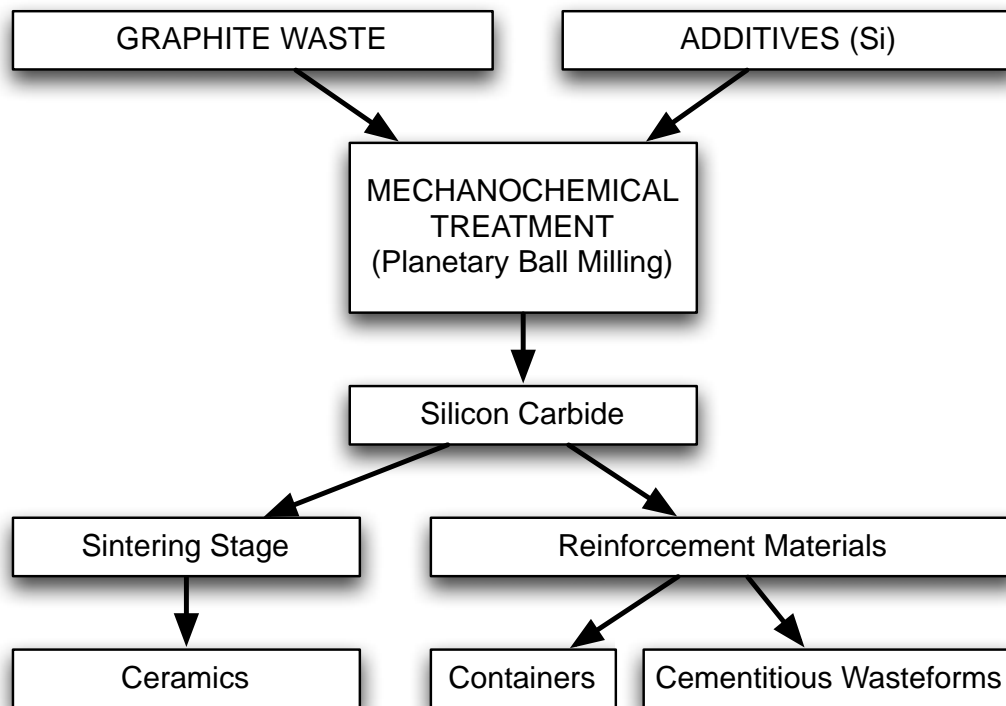 GRAPHITE WASTE
ADDITIVES (Si)
MECHANOCHEMICAL
TREATMENT
(Planetary Ball Milling)
Silicon Carbide
Sintering Stage
Reinforcement Materials
Ceramics
Containers
Cementitious Wasteforms